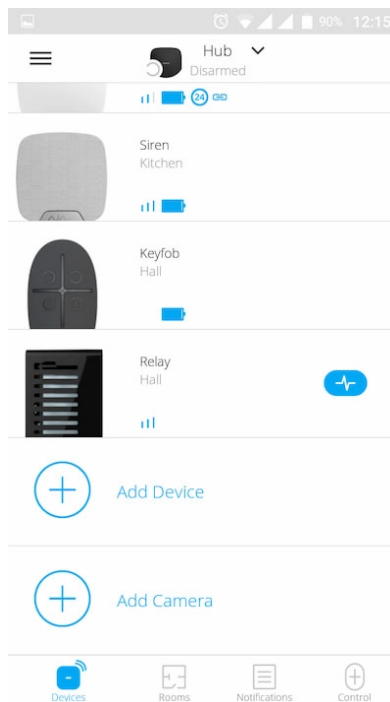 90% 12:15
Hub
Disarmed
24
Siren
Kitchen
Keyfob
Hall
Relay
Hall
Add Device
Add Camera
Devices Rooms Notifications Control